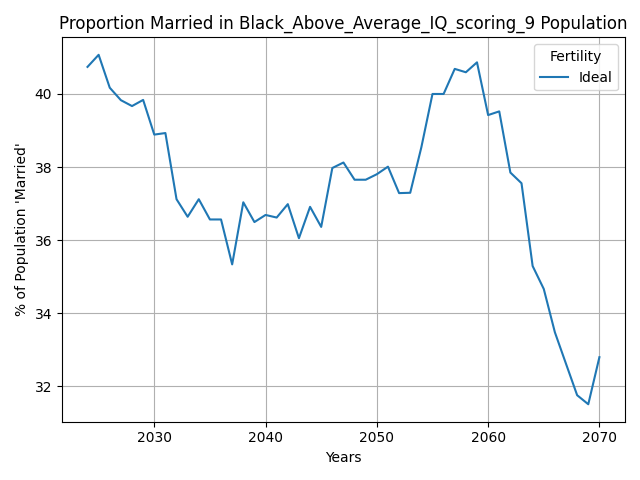 Proportion Married in Black_Above_Average_IQ_scoring_9 Population
Fertility
Ideal
% of Population 'Married'
40
38
36
34
32
2030
2040
2050
2060
2070
Years